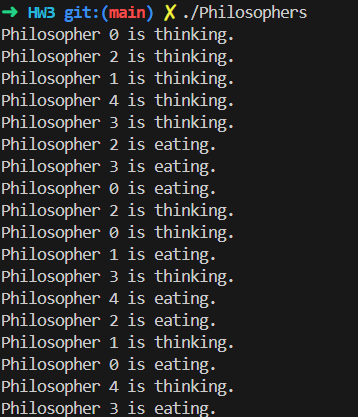 ➜ HW3 git:(main) ✗ ./Philosophers
Philosopher 0 is thinking.
Philosopher 2 is thinking.
Philosopher 1 is thinking.
Philosopher 4 is thinking.
Philosopher 3 is thinking.
Philosopher 2 is eating.
Philosopher 3 is eating.
Philosopher 0 is eating.
Philosopher 2 is thinking.
Philosopher 0 is thinking.
Philosopher 1 is eating.
Philosopher 3 is thinking.
Philosopher 4 is eating.
Philosopher 2 is eating.
Philosopher 1 is thinking.
Philosopher 0 is eating.
Philosopher 4 is thinking.
Philosopher 3 is eating.